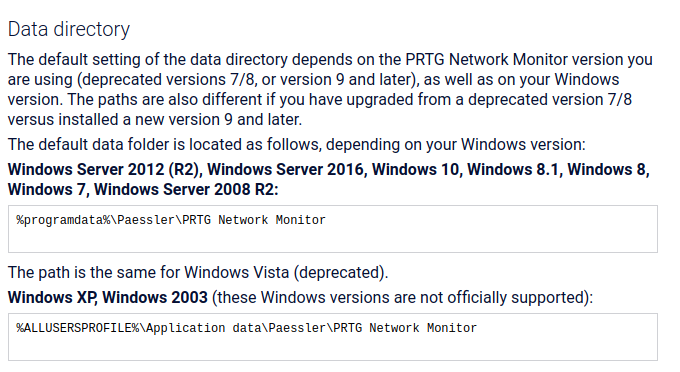 Data directory
The default setting of the data directory depends on the PRTG Network Monitor version you
are using (deprecated versions 7/8, or version 9 and later), as well as on your Windows
version. The paths are also different if you have upgraded from a deprecated version 7/8
versus installed a new version 9 and later.
The default data folder is located as follows, depending on your Windows version:
Windows Server 2012 (R2), Windows Server 2016, Windows 10, Windows 8.1, Windows 8,
Windows 7, Windows Server 2008 R2:
%programdata%\Paessler\PRTG Network Monitor
The path is the same for Windows Vista (deprecated).
Windows XP, Windows 2003 (these Windows versions are not officially supported):
%ALLUSERSPROFILE%\Application data\Paessler\PRTG Network Monitor